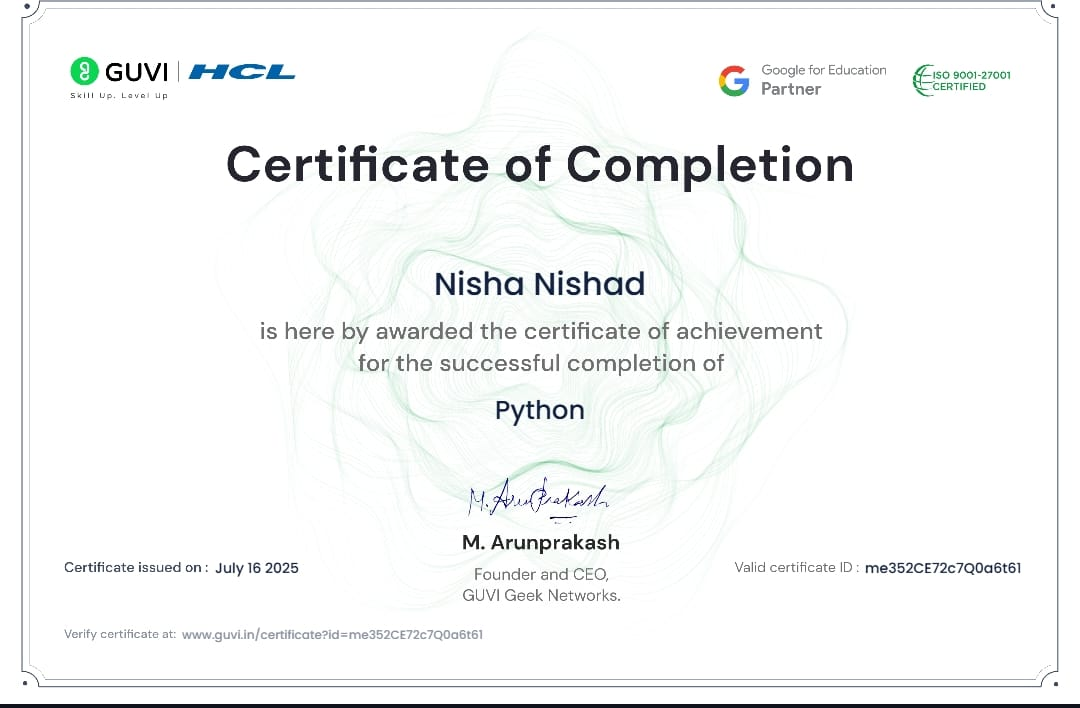 GUVI | HCL
Skill Up. Level Up
Google for Education
Partner
ISO 9001-27001
CERTIFIED
Certificate of Completion
Nisha Nishad
is here by awarded the certificate of achievement
for the successful completion of
Python
M. Arunprakash
M. Arunprakash
Founder and CEO,
GUVI Geek Networks.
Certificate issued on : July 16 2025
Valid certificate ID : me352CE72c7Q0a6t61
Verify certificate at: www.guvi.in/certificate?id=me352CE72c7Q0a6t61